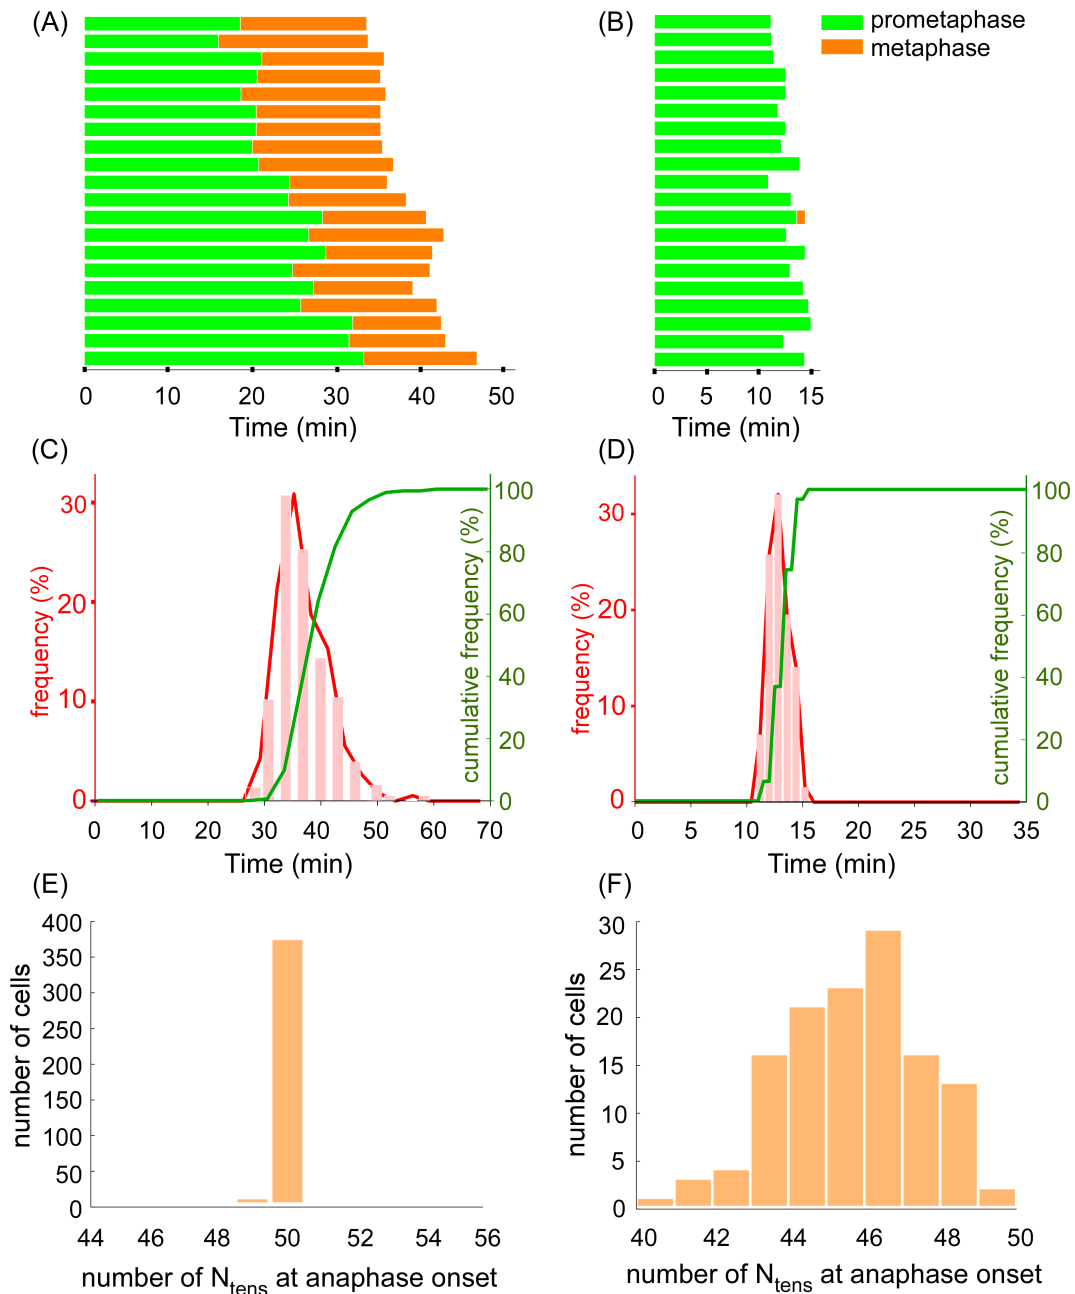 (A)
(B)
prometaphase
metaphase
0 10 20 30 40 50
Time (min)
0 5 10 15
Time (min)
(C)
frequency (%)
30
20
10
0
cumulative frequency (%)
100
80
60
40
20
0
0 10 20 30 40 50 60 70
Time (min)
(D)
frequency (%)
30
20
10
0
cumulative frequency (%)
100
80
60
40
20
0
0 5 10 15 20 25 30 35
Time (min)
(E)
number of cells
400
350
300
250
200
150
100
50
0
44 46 48 50 52 54 56
number of N_tens at anaphase onset
(F)
number of cells
30
25
20
15
10
5
0
40 42 44 46 48 50
number of N_tens at anaphase onset